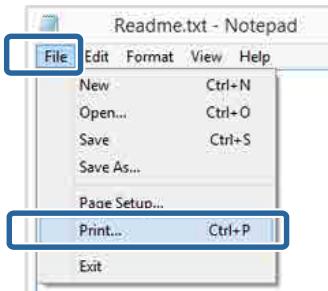 Readme.txt - Notepad
File Edit Format View Help
New Ctrl+N
Open... Ctrl+O
Save Ctrl+S
Save As...
Page Setup...
Print... Ctrl+P
Exit